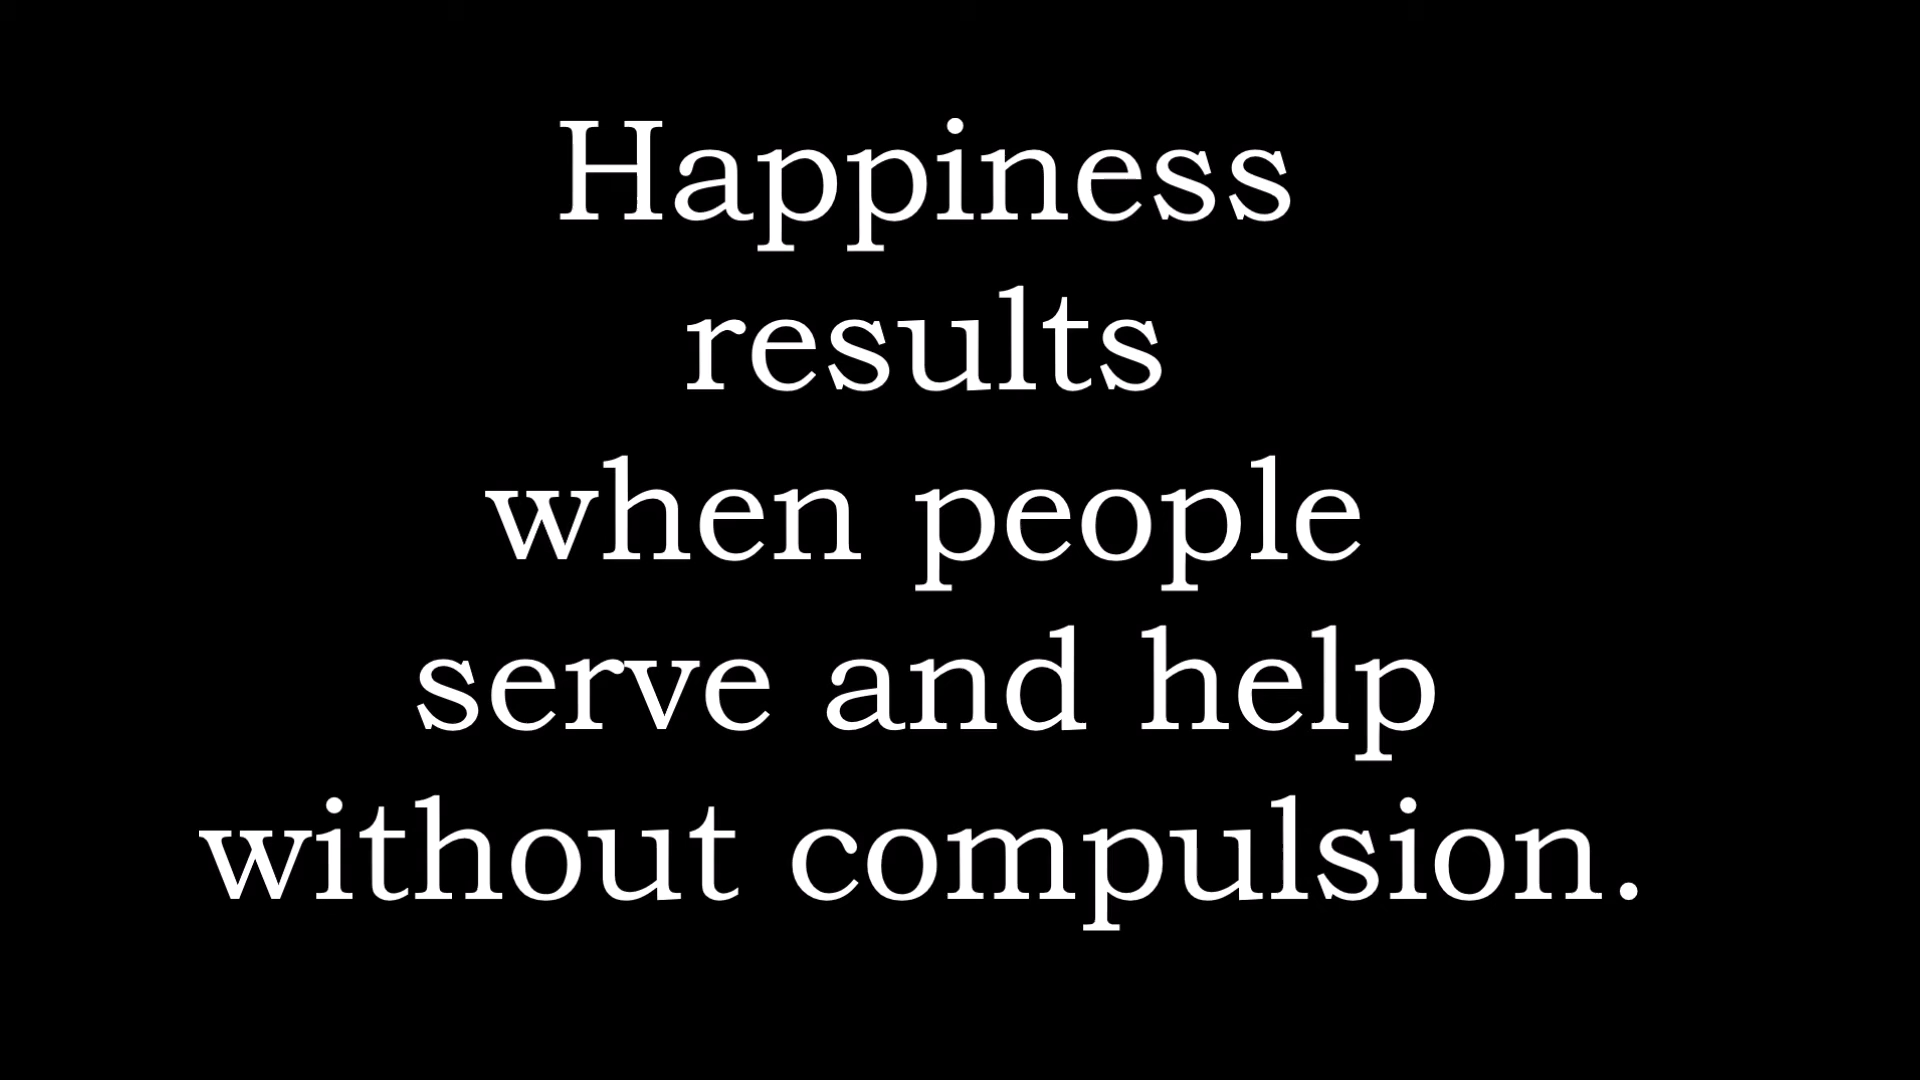 Happiness
results
when people
serve and help
without compulsion.